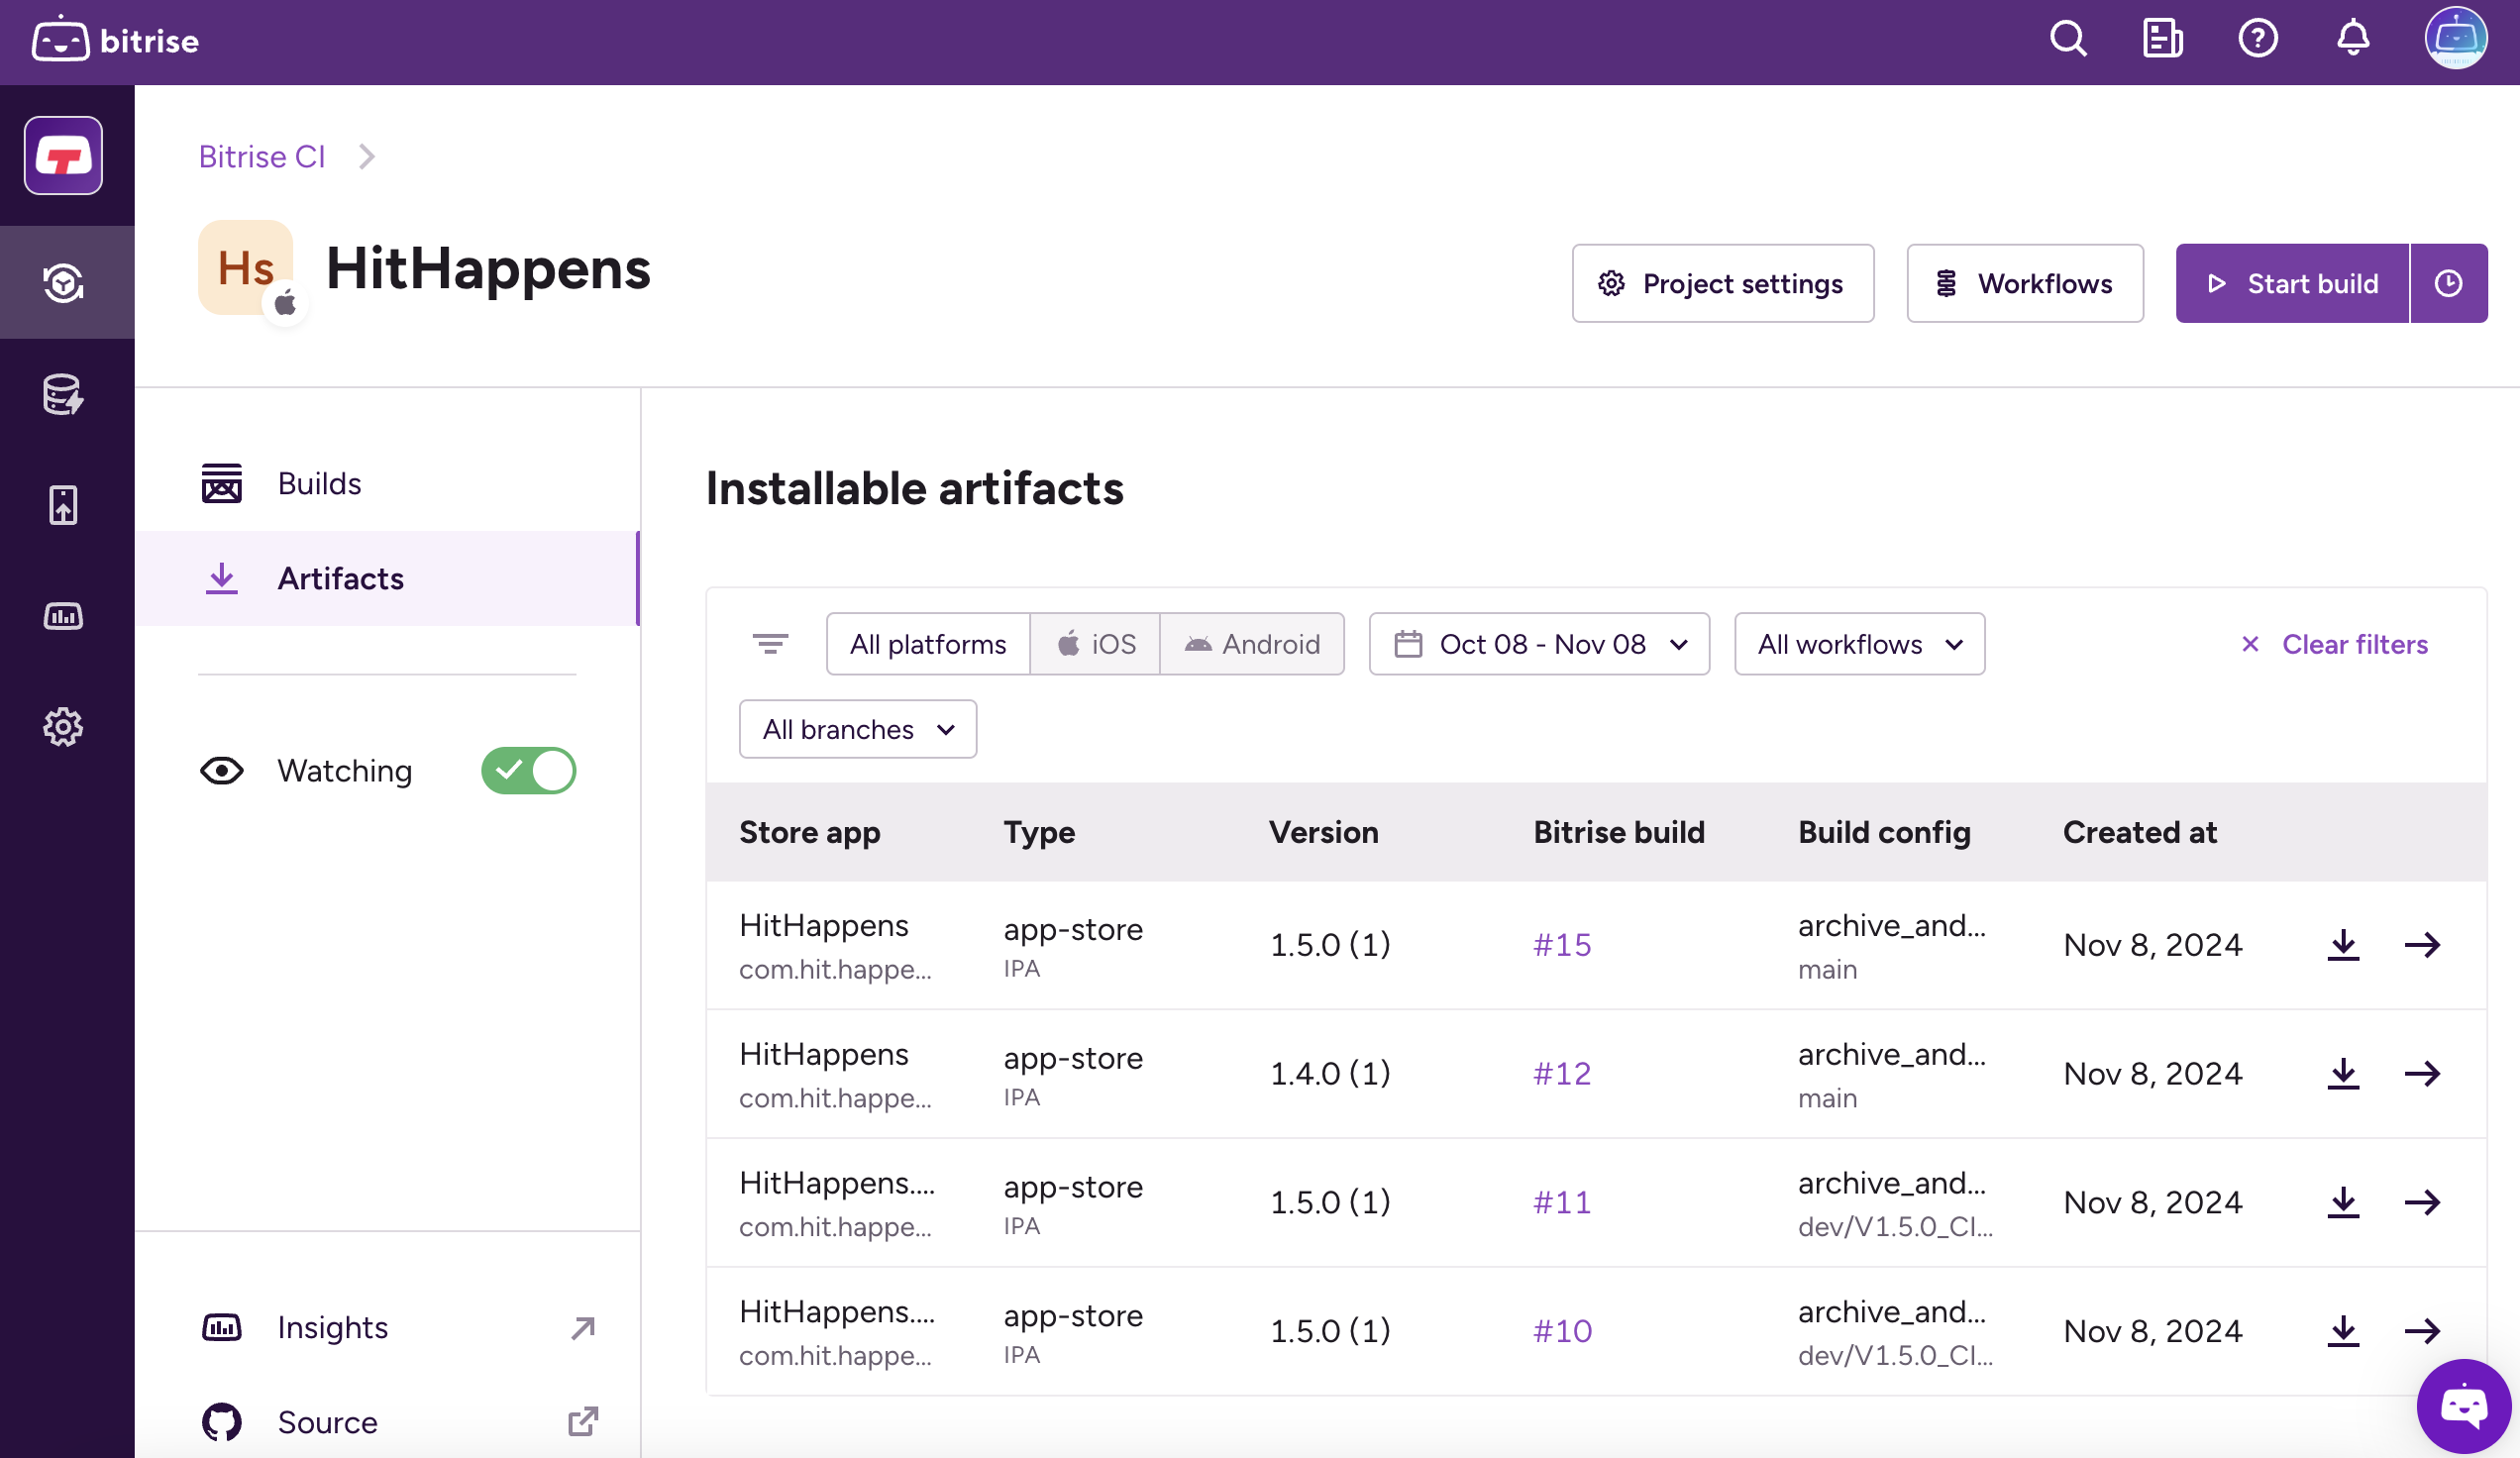 bitrise
Bitrise CI
Hs
HitHappens
Project settings
Workflows
Start build
Builds
Artifacts
Watching
Insights
Source
Installable artifacts
All platforms iOS Android Oct 08 - Nov 08 All workflows Clear filters
All branches
Store app Type Version Bitrise build Build config Created at
HitHappens app-store 1.5.0 (1) #15 archive_and... Nov 8, 2024
com.hit.happe... IPA main
HitHappens app-store 1.4.0 (1) #12 archive_and... Nov 8, 2024
com.hit.happe... IPA main
HitHappens.... app-store 1.5.0 (1) #11 archive_and... Nov 8, 2024
com.hit.happe... IPA dev/V1.5.0_CI...
HitHappens.... app-store 1.5.0 (1) #10 archive_and... Nov 8, 2024
com.hit.happe... IPA dev/V1.5.0_CI...